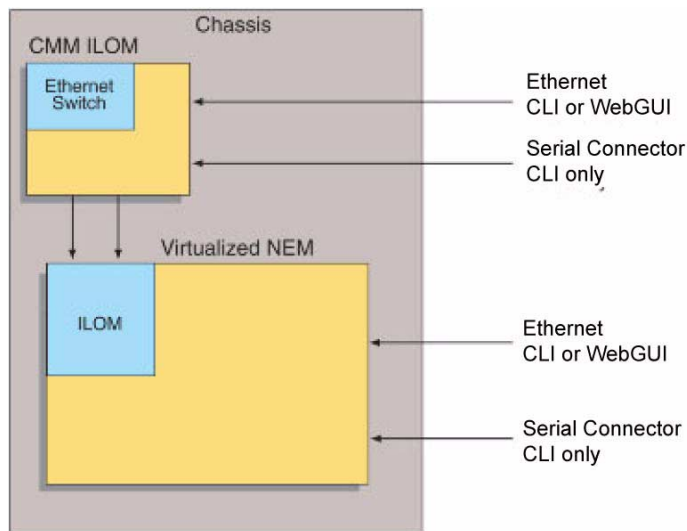 Chassis
CMM ILOM
Ethernet
Switch
Ethernet
CLI or WebGUI
Serial Connector
CLI only
Virtualized NEM
ILOM
Ethernet
CLI or WebGUI
Serial Connector
CLI only